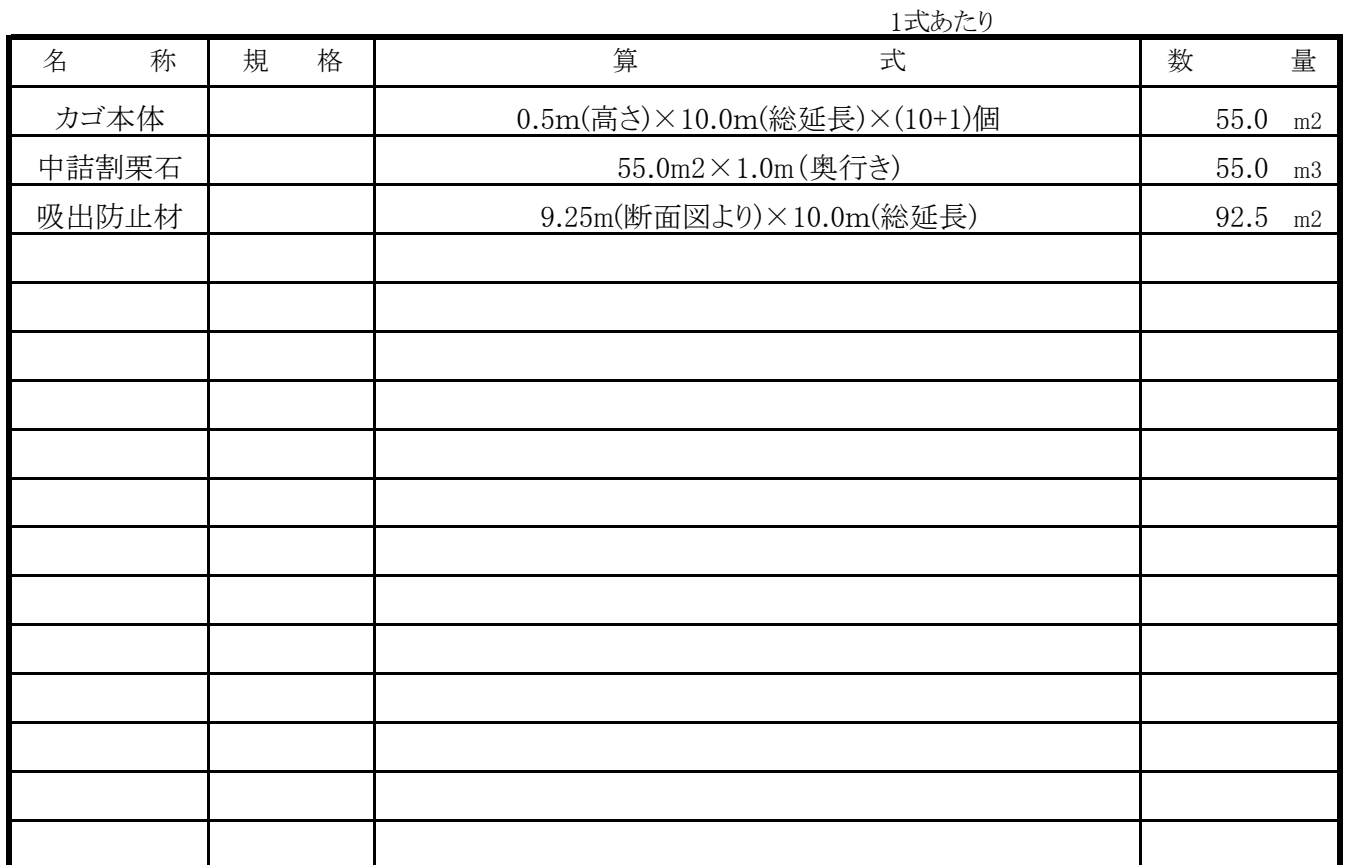 1式あたり
名 称 規 格 算 式 数 量
カゴ本体 0.5m(高さ)×10.0m(総延長)×(10+1)個 55.0 m2
中詰割栗石 55.0m2×1.0m(奥行き) 55.0 m3
吸出防止材 9.25m(断面図より)×10.0m(総延長) 92.5 m2